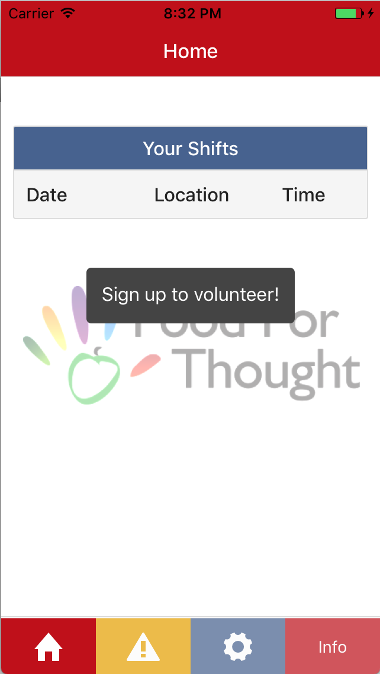 Carrier 8:32 PM
Home
Your Shifts
Date Location Time
Sign up to volunteer!
Food For
Thought
Info